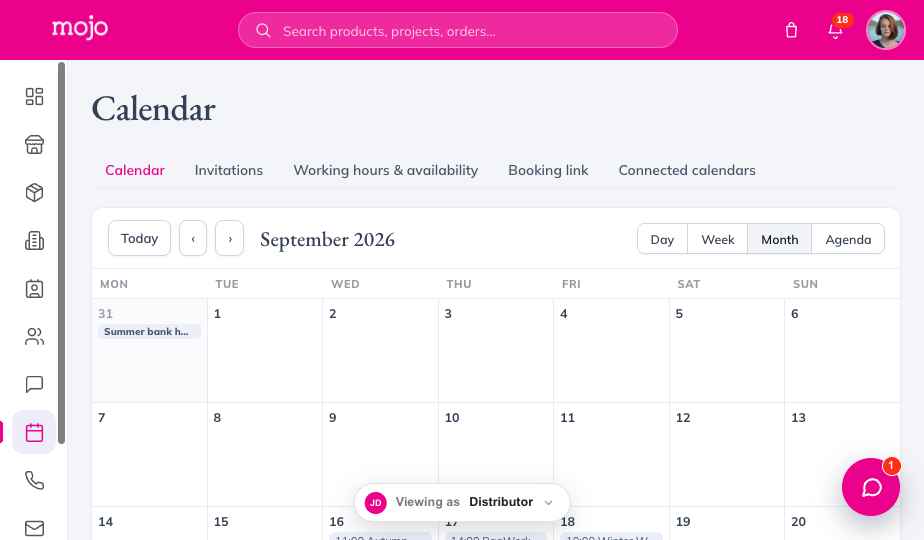 mojo
Search products, projects, orders...
18
Calendar
Calendar Invitations Working hours & availability Booking link Connected calendars
Today ‹ › September 2026 Day Week Month Agenda
MON TUE WED THU FRI SAT SUN
31 1 2 3 4 5 6
Summer bank h...
7 8 9 10 11 12 13
1
JD Viewing as Distributor
14 15 16 17 18 19 20